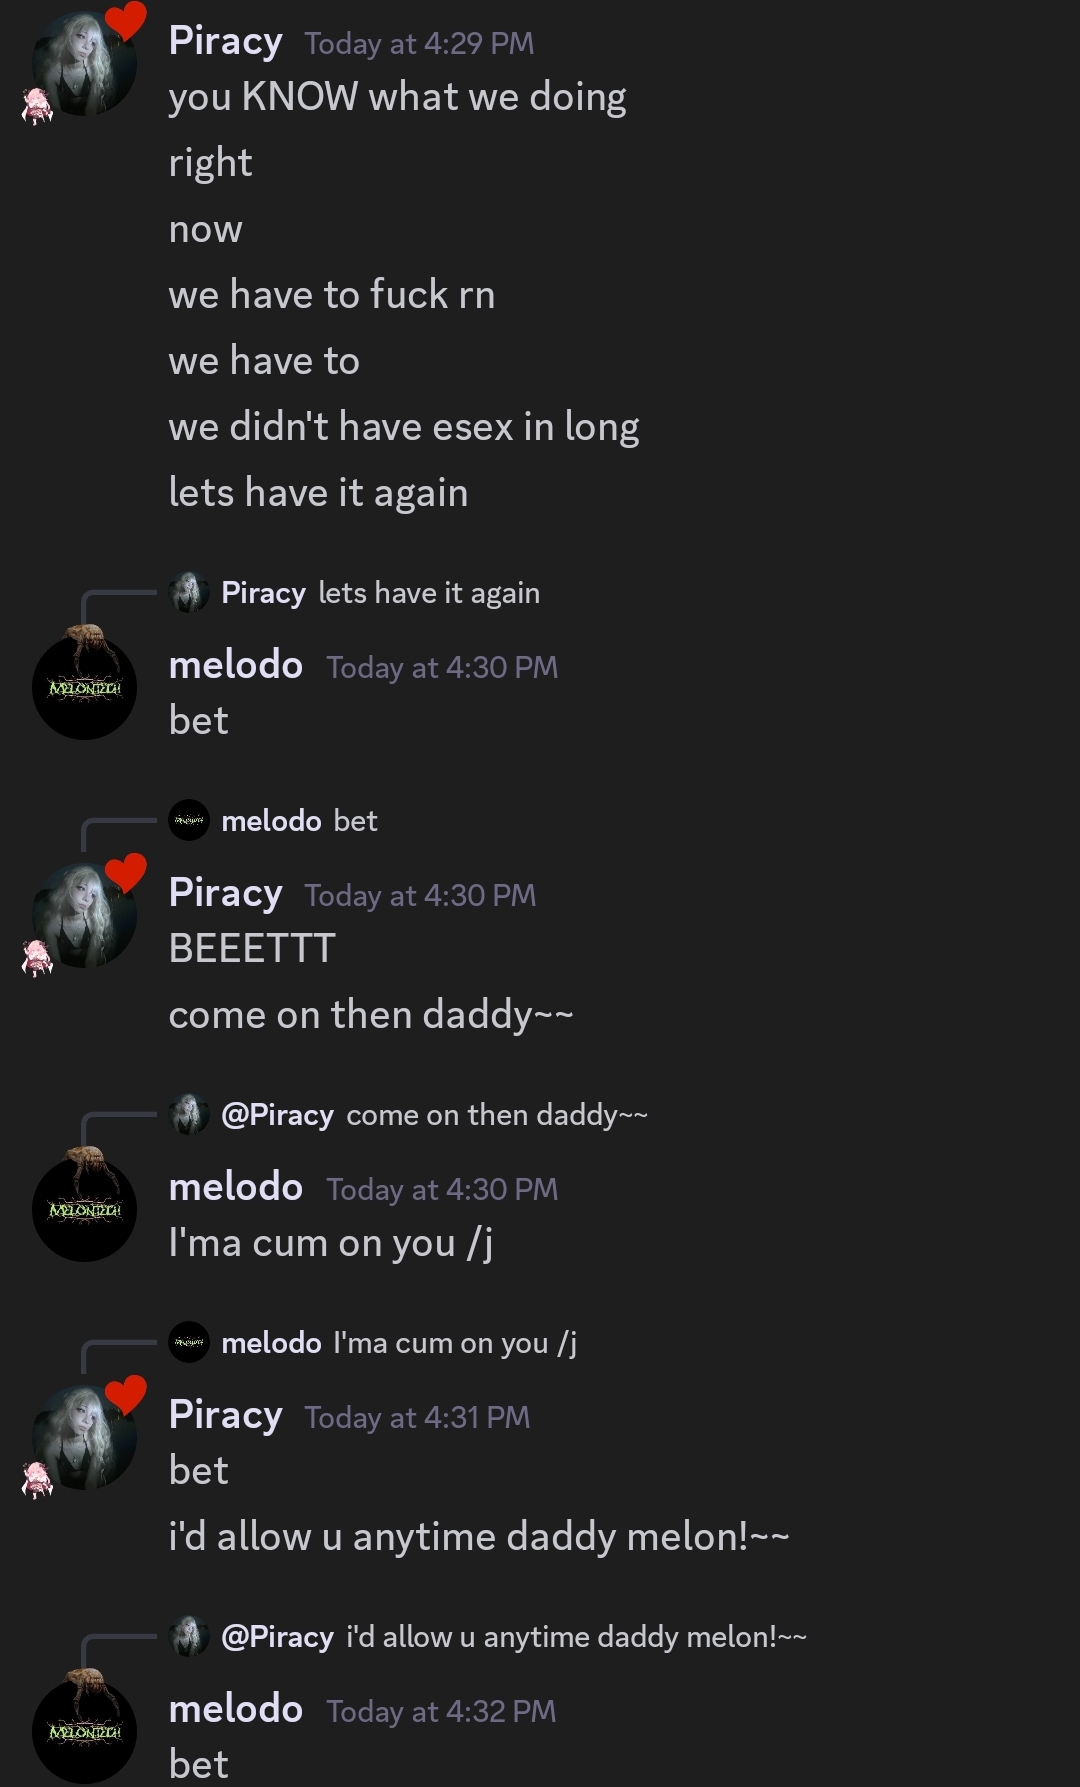 Piracy Today at 4:29 PM
you KNOW what we doing
right
now
we have to fuck rn
we have to
we didn't have esex in long
lets have it again
Piracy lets have it again
melodo Today at 4:30 PM
MELONTECH
bet
melodo bet
Piracy Today at 4:30 PM
BEEETTT
come on then daddy~~
@Piracy come on then daddy~~
melodo Today at 4:30 PM
MELONTECH
I'ma cum on you /j
melodo I'ma cum on you /j
Piracy Today at 4:31 PM
bet
i'd allow u anytime daddy melon!~~
@Piracy i'd allow u anytime daddy melon!~~
melodo Today at 4:32 PM
MELONTECH
bet